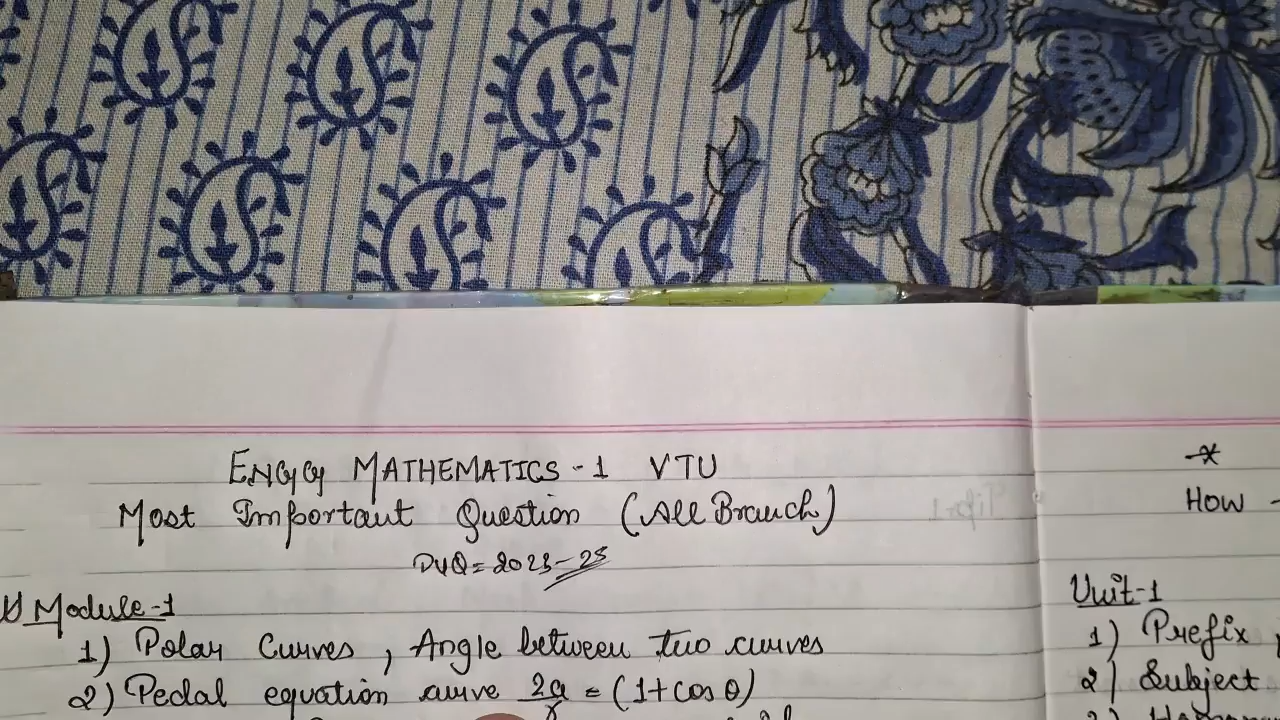 ENGG MATHEMATICS - 1 VTU
Most Important Question (All Branch)
PYQ = 2023-25
1) Module-1
1) Polar Curves, Angle between two curves
2) Pedal equation curve 2a/r = (1+cos θ)
*
How -
Unit-1
1) Prefix
2) Subject